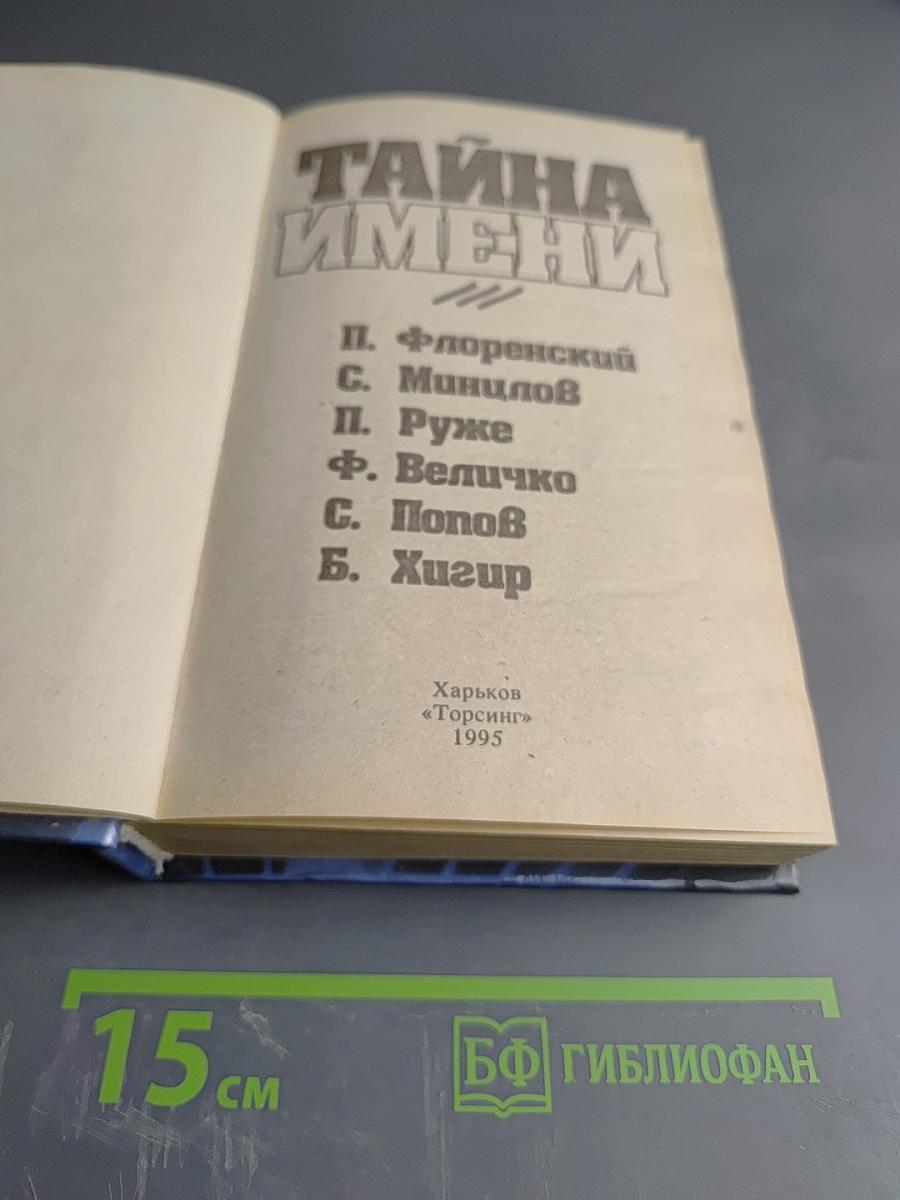 ТАЙНА
ИМЕНИ
П. Флоренский
С. Минцлов
П. Руже
Ф. Величко
С. Попов
Б. Хигир
Харьков
«Торсинг»
1995
15 см
БФ ГИБЛИОФАН